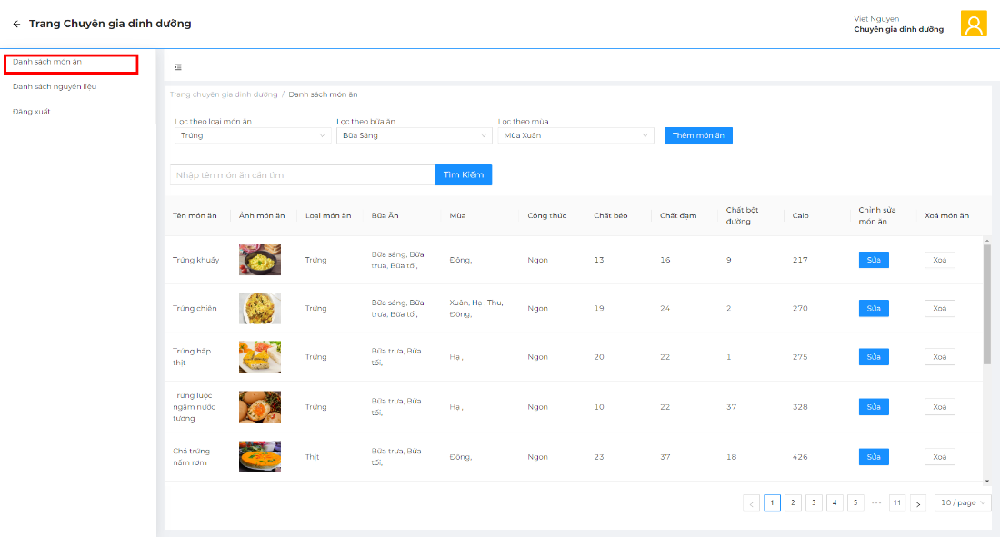 Trang Chuyên gia dinh dưỡng
Viet Nguyen
Chuyên gia dinh dưỡng
Danh sách món ăn
Danh sách nguyên liệu
Đăng xuất
Trang chuyên gia dinh dưỡng / Danh sách món ăn
Lọc theo loại món ăn Lọc theo bữa ăn Lọc theo mùa
Trứng Bữa Sáng Mùa Xuân Thêm món ăn
Nhập tên món ăn cần tìm Tìm Kiếm
Tên món ăn Ảnh món ăn Loại món ăn Bữa Ăn Mùa Công thức Chất béo Chất đạm Chất bột đường Calo Chỉnh sửa món ăn Xoá món ăn
Trứng khuấy Trứng Bữa sáng, Bữa trưa, Bữa tối, Đông, Ngon 13 16 9 217 Sửa Xoá
Trứng chiên Trứng Bữa sáng, Bữa trưa, Bữa tối, Xuân, Hạ , Thu, Đông, Ngon 19 24 2 270 Sửa Xoá
Trứng hấp thịt Trứng Bữa trưa, Bữa tối, Hạ , Ngon 20 22 1 275 Sửa Xoá
Trứng luộc ngâm nước tương Trứng Bữa trưa, Bữa tối, Hạ , Ngon 10 22 37 328 Sửa Xoá
Chả trứng nấm rơm Thịt Bữa trưa, Bữa tối, Đông, Ngon 23 37 18 426 Sửa Xoá
< 1 2 3 4 5 ••• 11 > 10 / page